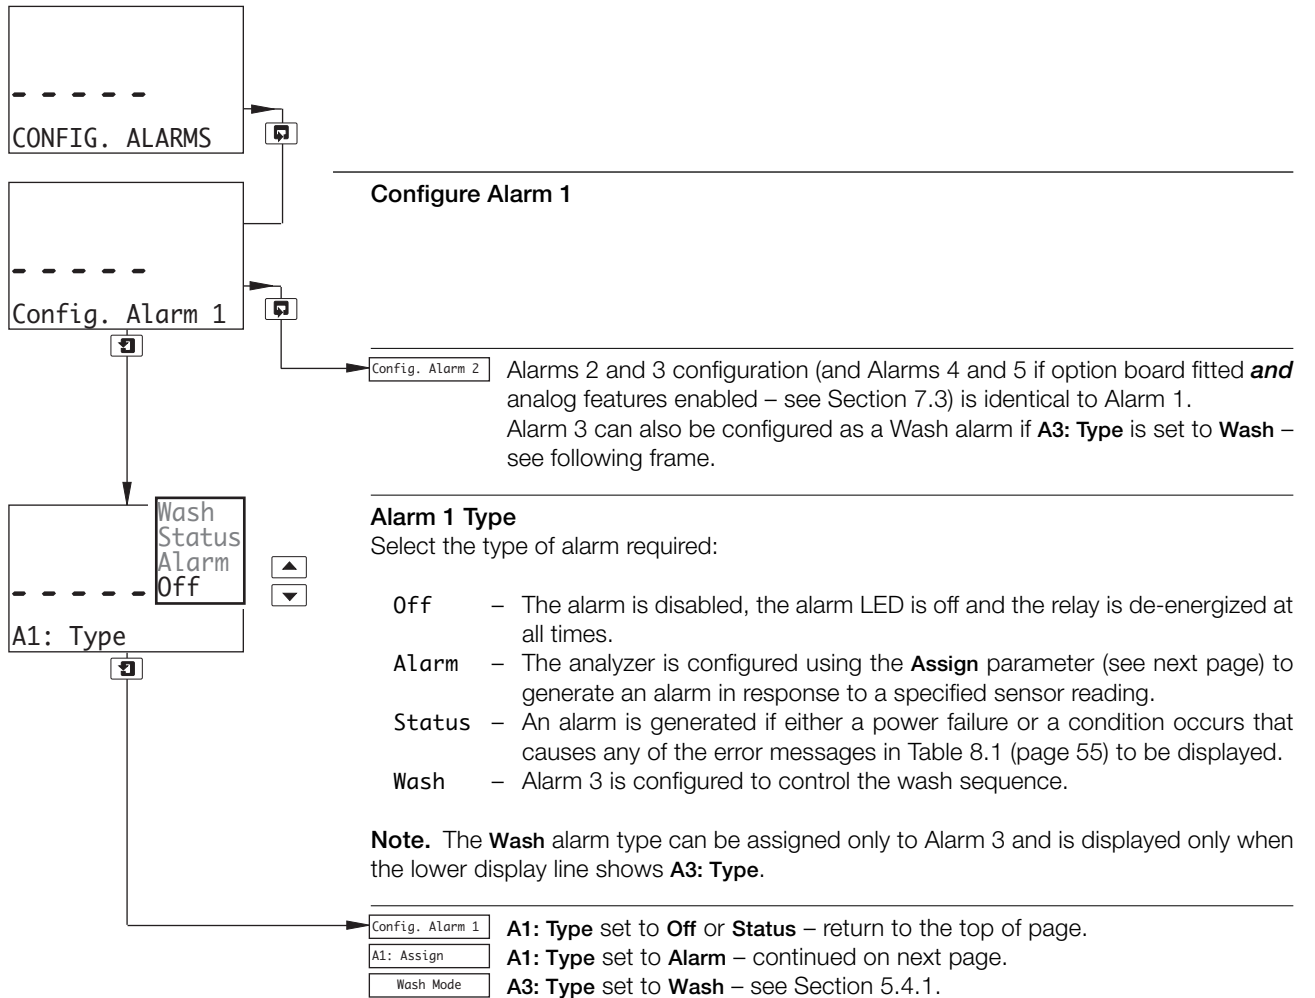 CONFIG. ALARMS
Configure Alarm 1
- - - - -
Config. Alarm 1
Config. Alarm 2
Alarms 2 and 3 configuration (and Alarms 4 and 5 if option board fitted and
analog features enabled – see Section 7.3) is identical to Alarm 1.
Alarm 3 can also be configured as a Wash alarm if A3: Type is set to Wash –
see following frame.
Wash
Status
Alarm
Off
- - - - -
A1: Type
Alarm 1 Type
Select the type of alarm required:
Off – The alarm is disabled, the alarm LED is off and the relay is de-energized at
all times.
Alarm – The analyzer is configured using the Assign parameter (see next page) to
generate an alarm in response to a specified sensor reading.
Status – An alarm is generated if either a power failure or a condition occurs that
causes any of the error messages in Table 8.1 (page 55) to be displayed.
Wash – Alarm 3 is configured to control the wash sequence.
Note. The Wash alarm type can be assigned only to Alarm 3 and is displayed only when
the lower display line shows A3: Type.
Config. Alarm 1 A1: Type set to Off or Status – return to the top of page.
A1: Assign A1: Type set to Alarm – continued on next page.
Wash Mode A3: Type set to Wash – see Section 5.4.1.